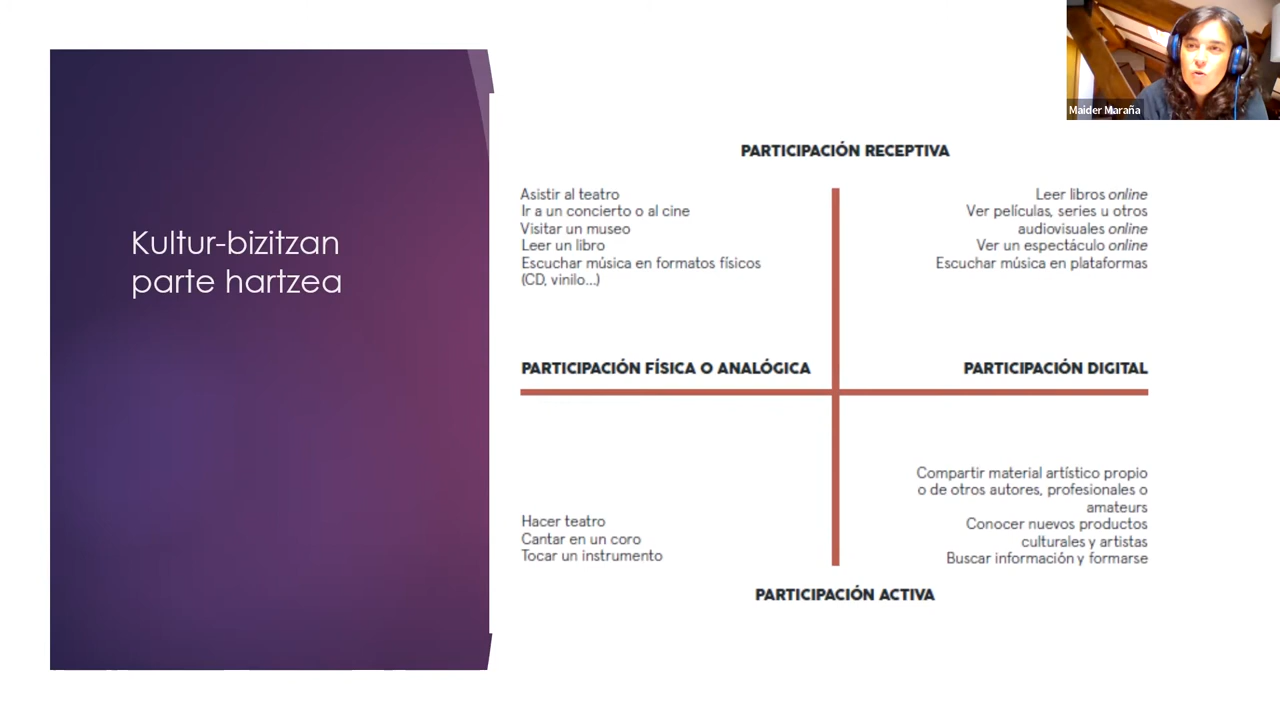 Maider Maraña
Kultur-bizitzan
parte hartzea
PARTICIPACIÓN RECEPTIVA
Asistir al teatro
Ir a un concierto o al cine
Visitar un museo
Leer un libro
Escuchar música en formatos físicos
(CD, vinilo...)
Leer libros online
Ver películas, series u otros
audiovisuales online
Ver un espectáculo online
Escuchar música en plataformas
PARTICIPACIÓN FÍSICA O ANALÓGICA
PARTICIPACIÓN DIGITAL
Hacer teatro
Cantar en un coro
Tocar un instrumento
Compartir material artístico propio
o de otros autores, profesionales o
amateurs
Conocer nuevos productos
culturales y artistas
Buscar información y formarse
PARTICIPACIÓN ACTIVA